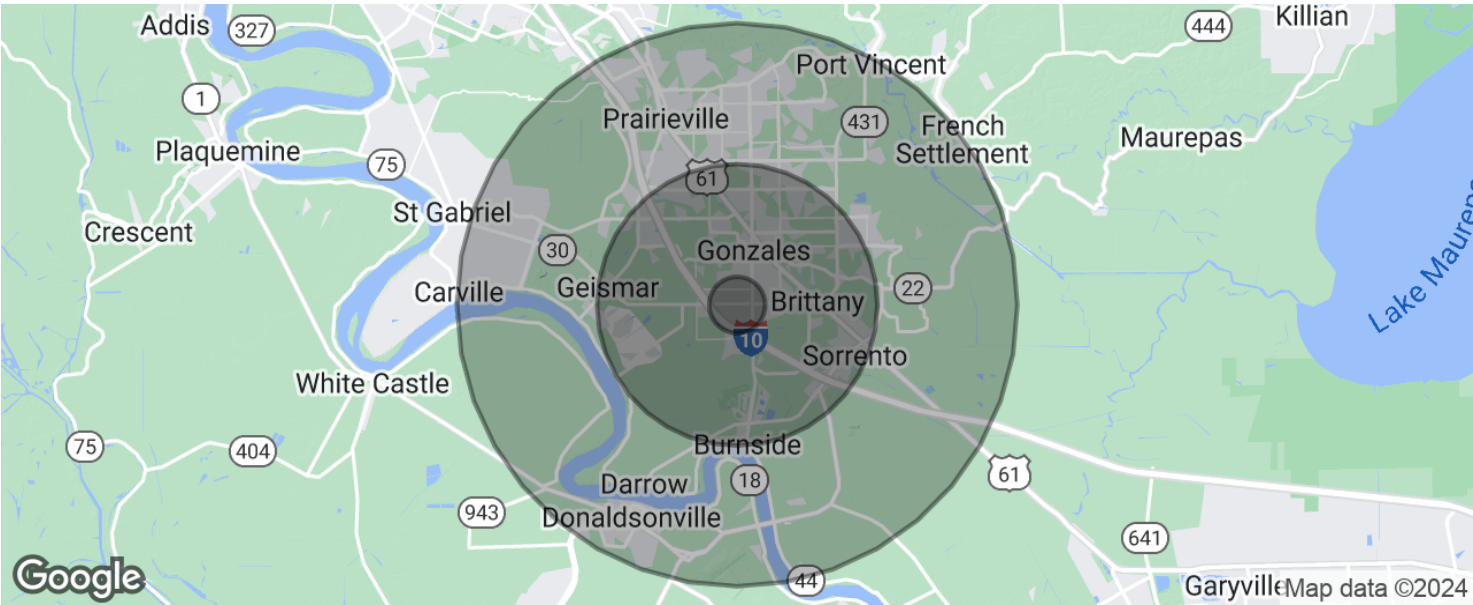 Addis
327
444
Killian
1
Port Vincent
Prairieville
431
French
Settlement
Maurepas
Plaquemine
75
61
St Gabriel
Crescent
30
Gonzales
Carville
Geismar
Brittany
22
10
Sorrento
Lake Maurepas
White Castle
75
404
Burnside
61
Darrow
18
943
Donaldsonville
641
Google
44
Garyville
Map data ©2024